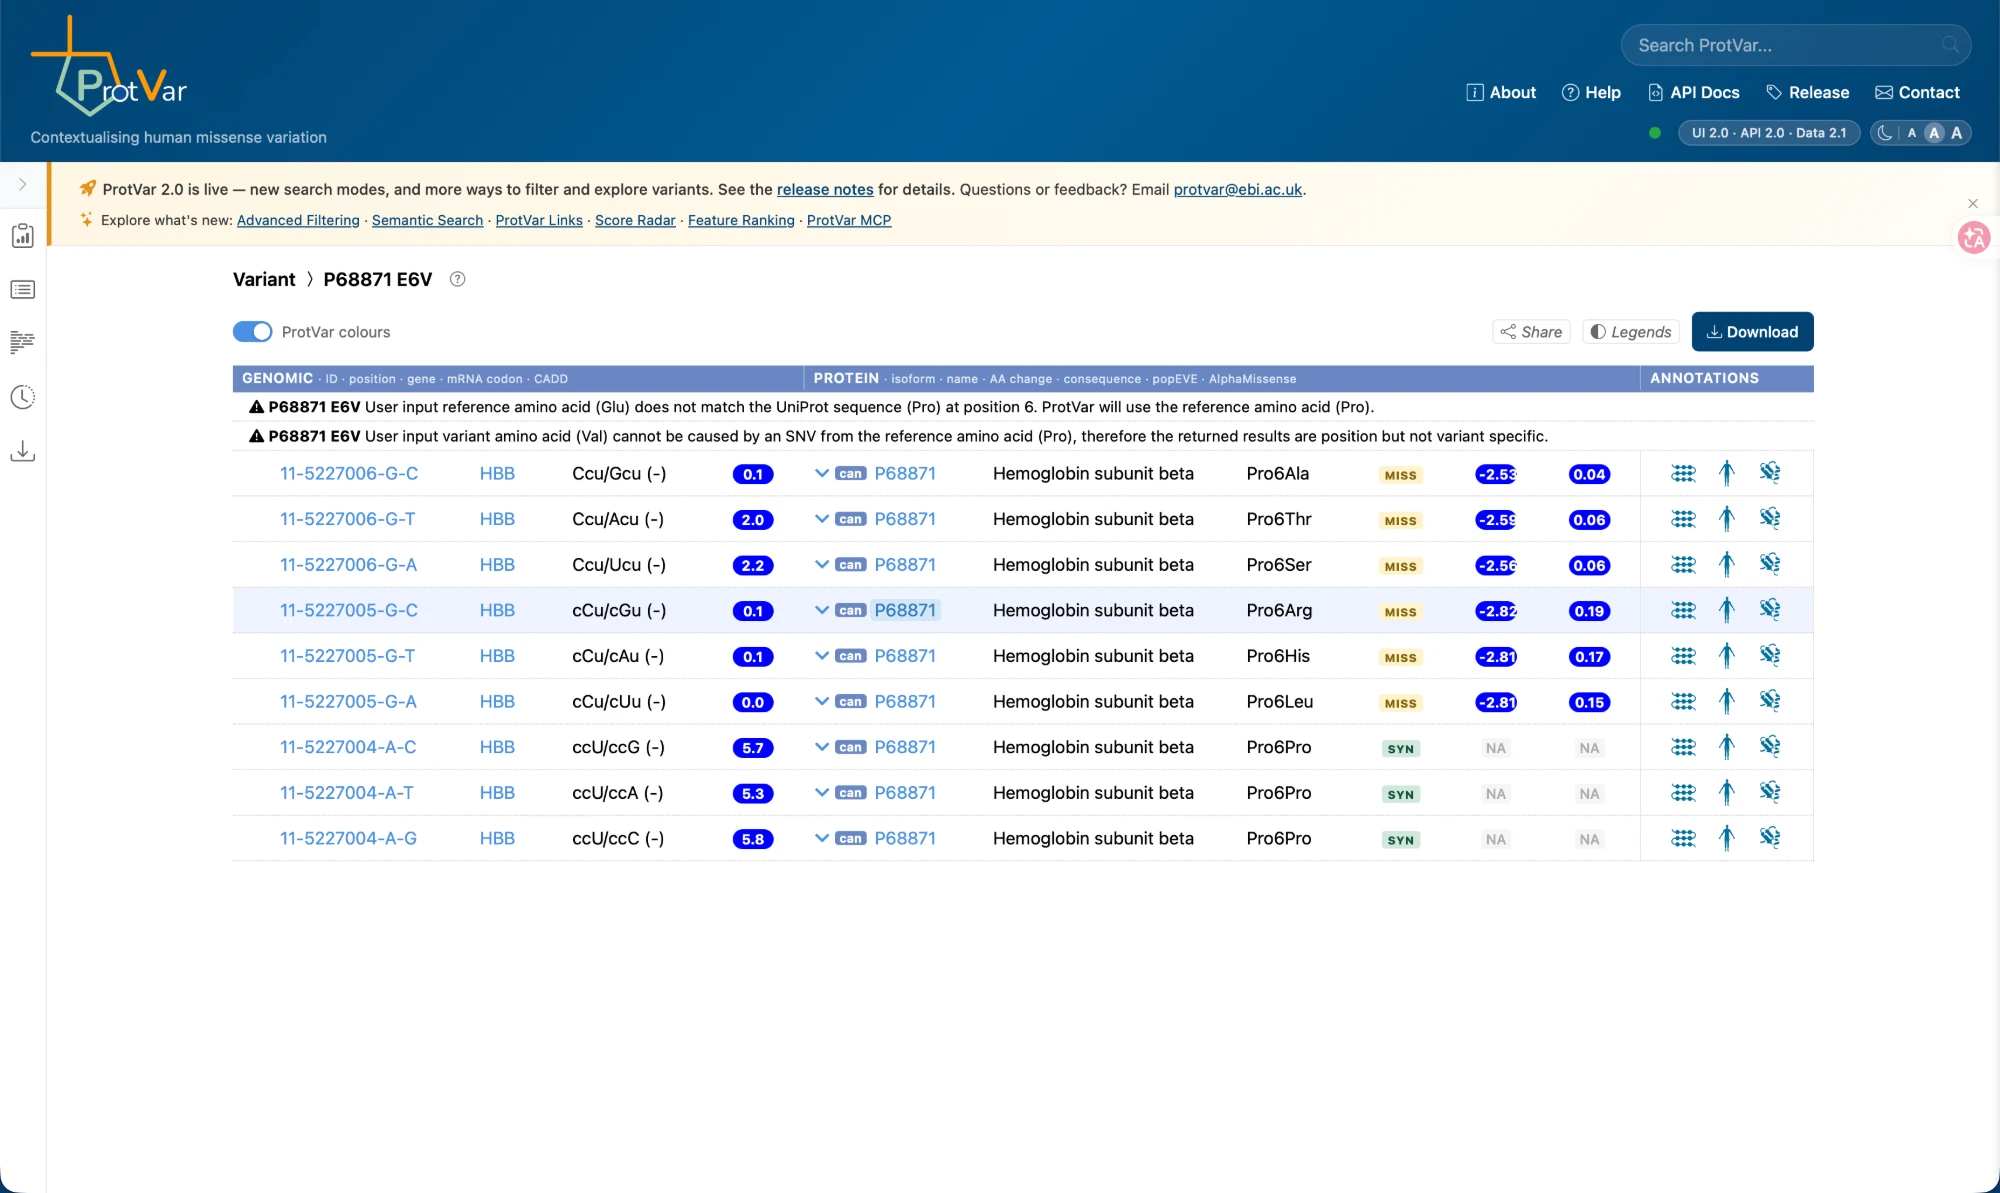 ProtVar
Search ProtVar...
About Help API Docs Release Contact
Contextualising human missense variation
UI 2.0 · API 2.0 · Data 2.1 A A A
ProtVar 2.0 is live — new search modes, and more ways to filter and explore variants. See the release notes for details. Questions or feedback? Email protvar@ebi.ac.uk.
Explore what's new: Advanced Filtering · Semantic Search · ProtVar Links · Score Radar · Feature Ranking · ProtVar MCP
Variant 〉 P68871 E6V ?
ProtVar colours Share Legends Download
GENOMIC · ID · position · gene · mRNA codon · CADD PROTEIN · isoform · name · AA change · consequence · popEVE · AlphaMissense ANNOTATIONS
P68871 E6V User input reference amino acid (Glu) does not match the UniProt sequence (Pro) at position 6. ProtVar will use the reference amino acid (Pro).
P68871 E6V User input variant amino acid (Val) cannot be caused by an SNV from the reference amino acid (Pro), therefore the returned results are position but not variant specific.
11-5227006-G-C HBB Ccu/Gcu (-) 0.1 can P68871 Hemoglobin subunit beta Pro6Ala MISS -2.53 0.04
11-5227006-G-T HBB Ccu/Acu (-) 2.0 can P68871 Hemoglobin subunit beta Pro6Thr MISS -2.59 0.06
11-5227006-G-A HBB Ccu/Ucu (-) 2.2 can P68871 Hemoglobin subunit beta Pro6Ser MISS -2.56 0.06
11-5227005-G-C HBB cCu/cGu (-) 0.1 can P68871 Hemoglobin subunit beta Pro6Arg MISS -2.82 0.19
11-5227005-G-T HBB cCu/cAu (-) 0.1 can P68871 Hemoglobin subunit beta Pro6His MISS -2.81 0.17
11-5227005-G-A HBB cCu/cUu (-) 0.0 can P68871 Hemoglobin subunit beta Pro6Leu MISS -2.81 0.15
11-5227004-A-C HBB ccU/ccG (-) 5.7 can P68871 Hemoglobin subunit beta Pro6Pro SYN NA NA
11-5227004-A-T HBB ccU/ccA (-) 5.3 can P68871 Hemoglobin subunit beta Pro6Pro SYN NA NA
11-5227004-A-G HBB ccU/ccC (-) 5.8 can P68871 Hemoglobin subunit beta Pro6Pro SYN NA NA